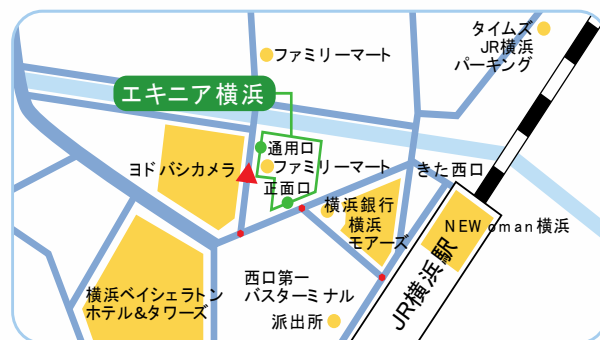 タイムズ
JR横浜
パーキング
ファミリーマート
エキニア横浜
通用口
ヨドバシカメラ
ファミリーマート
きた西口
正面口
横浜銀行
横浜
モアーズ
NEWoman横浜
JR横浜駅
西口第一
バスターミナル
横浜ベイシェラトン
ホテル&タワーズ
派出所